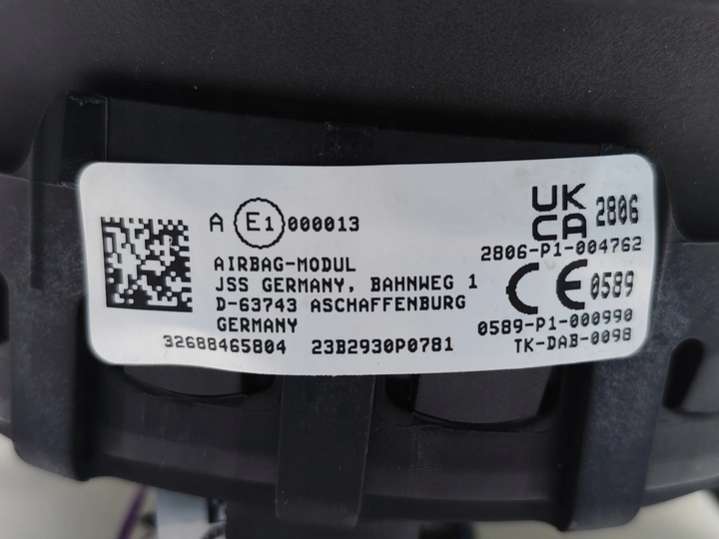 A E1 000013
AIRBAG-MODUL
JSS GERMANY, BAHNWEG 1
D-63743 ASCHAFFENBURG
GERMANY
32688465804 23B2930P0781
UK
CA 2806
2806-P1-004762
CE 0589
0589-P1-000990
TK-DAB-0098